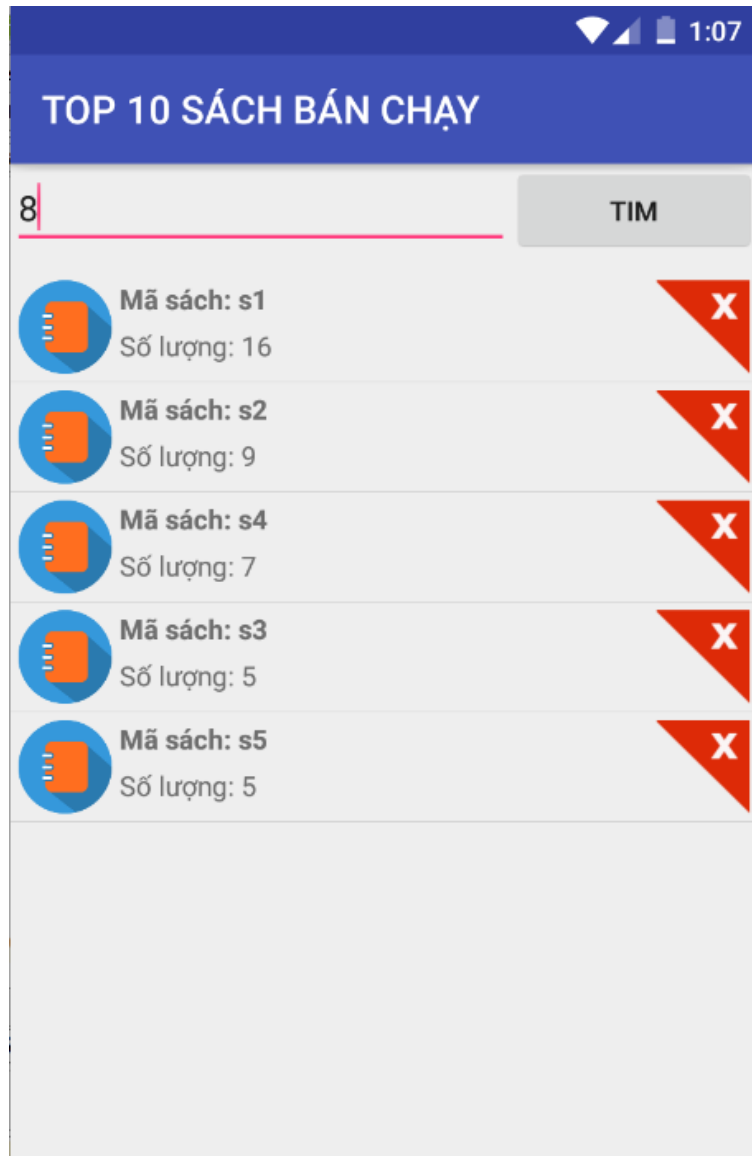 1:07
TOP 10 SÁCH BÁN CHẠY
8
TIM
Mã sách: s1
X
Số lượng: 16
Mã sách: s2
X
Số lượng: 9
Mã sách: s4
X
Số lượng: 7
Mã sách: s3
X
Số lượng: 5
Mã sách: s5
X
Số lượng: 5